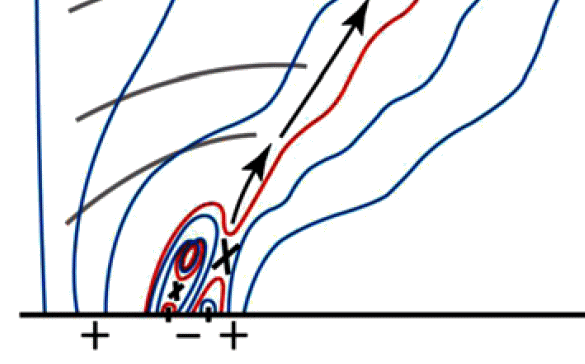 + − +